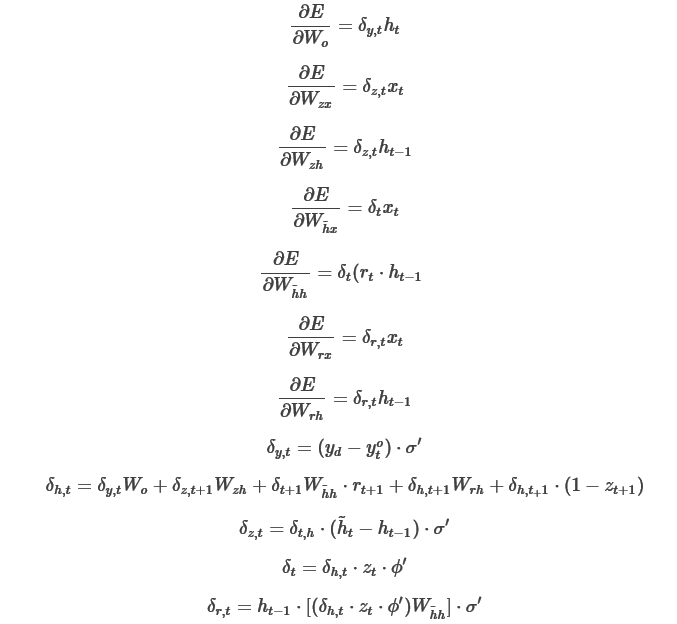 ∂E/∂W_o = δ_{y,t}h_t
∂E/∂W_{zx} = δ_{z,t}x_t
∂E/∂W_{zh} = δ_{z,t}h_{t−1}
∂E/∂W_{h̃x} = δ_t x_t
∂E/∂W_{h̃h} = δ_t(r_t · h_{t−1}
∂E/∂W_{rx} = δ_{r,t}x_t
∂E/∂W_{rh} = δ_{r,t}h_{t−1}
δ_{y,t} = (y_d − y_t^o) · σ′
δ_{h,t} = δ_{y,t}W_o + δ_{z,t+1}W_{zh} + δ_{t+1}W_{h̃h} · r_{t+1} + δ_{h,t+1}W_{rh} + δ_{h,t_{+}1} · (1 − z_{t+1})
δ_{z,t} = δ_{t,h} · (h̃_t − h_{t−1}) · σ′
δ_t = δ_{h,t} · z_t · ϕ′
δ_{r,t} = h_{t−1} · [(δ_{h,t} · z_t · ϕ′)W_{h̃h}] · σ′